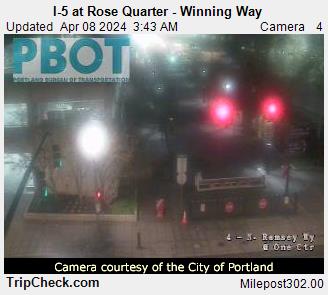 I-5 at Rose Quarter - Winning Way
Updated Apr 08 2024 3:43 AM Camera 4
PBOT
PORTLAND BUREAU OF TRANSPORTATION
4 - N. Ramsey Wy
@ One Ctr
Camera courtesy of the City of Portland
TripCheck.com Milepost302.00